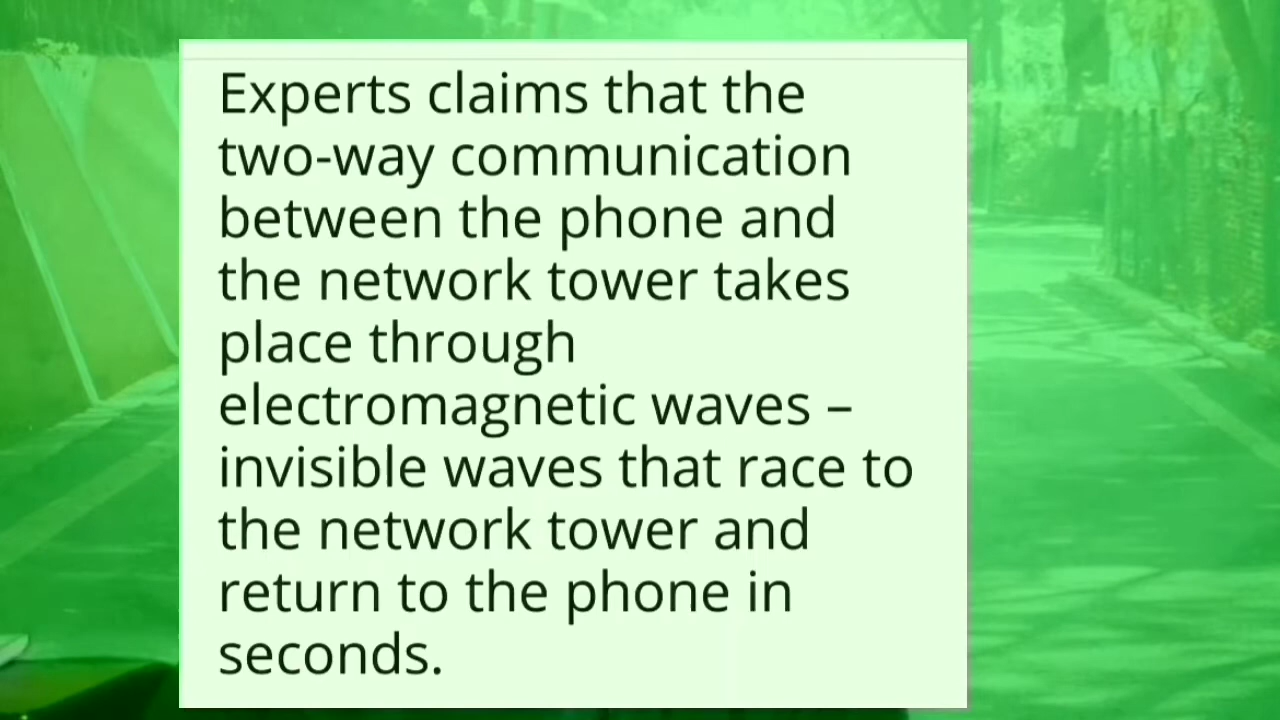 Experts claims that the
two-way communication
between the phone and
the network tower takes
place through
electromagnetic waves –
invisible waves that race to
the network tower and
return to the phone in
seconds.